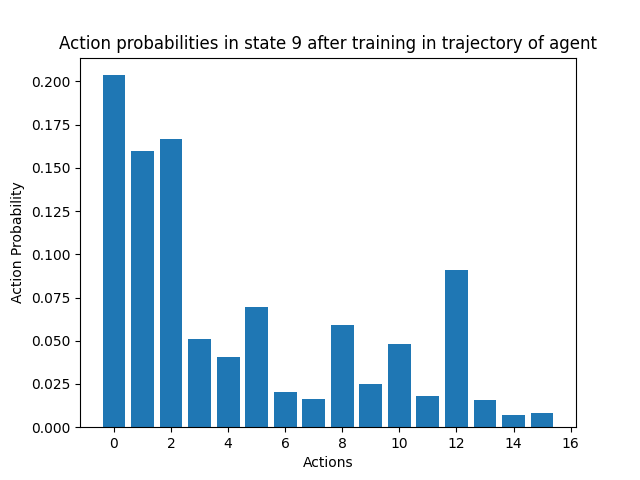 Action probabilities in state 9 after training in trajectory of agent
0.200
0.175
0.150
0.125
0.100
0.075
0.050
0.025
0.000
Action Probability
0 2 4 6 8 10 12 14 16
Actions